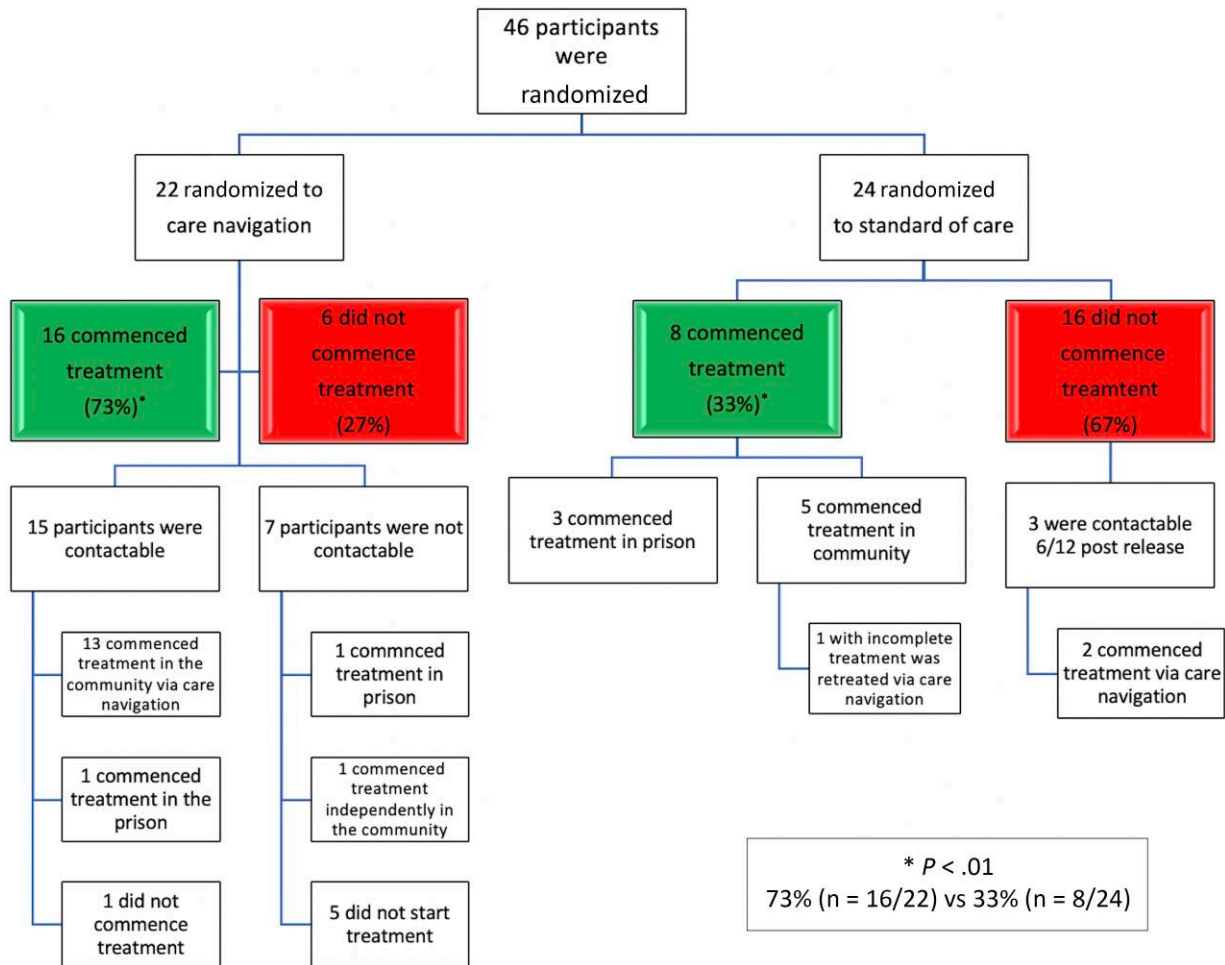 46 participants
were
randomized
22 randomized to
care navigation
24 randomized
to standard of care
16 commenced
treatment
(73%)*
6 did not
commence
treatment
(27%)
8 commenced
treatment
(33%)*
16 did not
commence
treamtent
(67%)
15 participants were
contactable
7 participants were not
contactable
3 commenced
treatment in prison
5 commenced
treatment in
community
3 were contactable
6/12 post release
13 commenced
treatment in the
community via care
navigation
1 commnced
treatment in
prison
1 with incomplete
treatment was
retreated via care
navigation
2 commenced
treatment via care
navigation
1 commenced
treatment in the
prison
1 commenced
treatment
independently in
the community
1 did not
commence
treatment
5 did not start
treatment
* P < .01
73% (n = 16/22) vs 33% (n = 8/24)